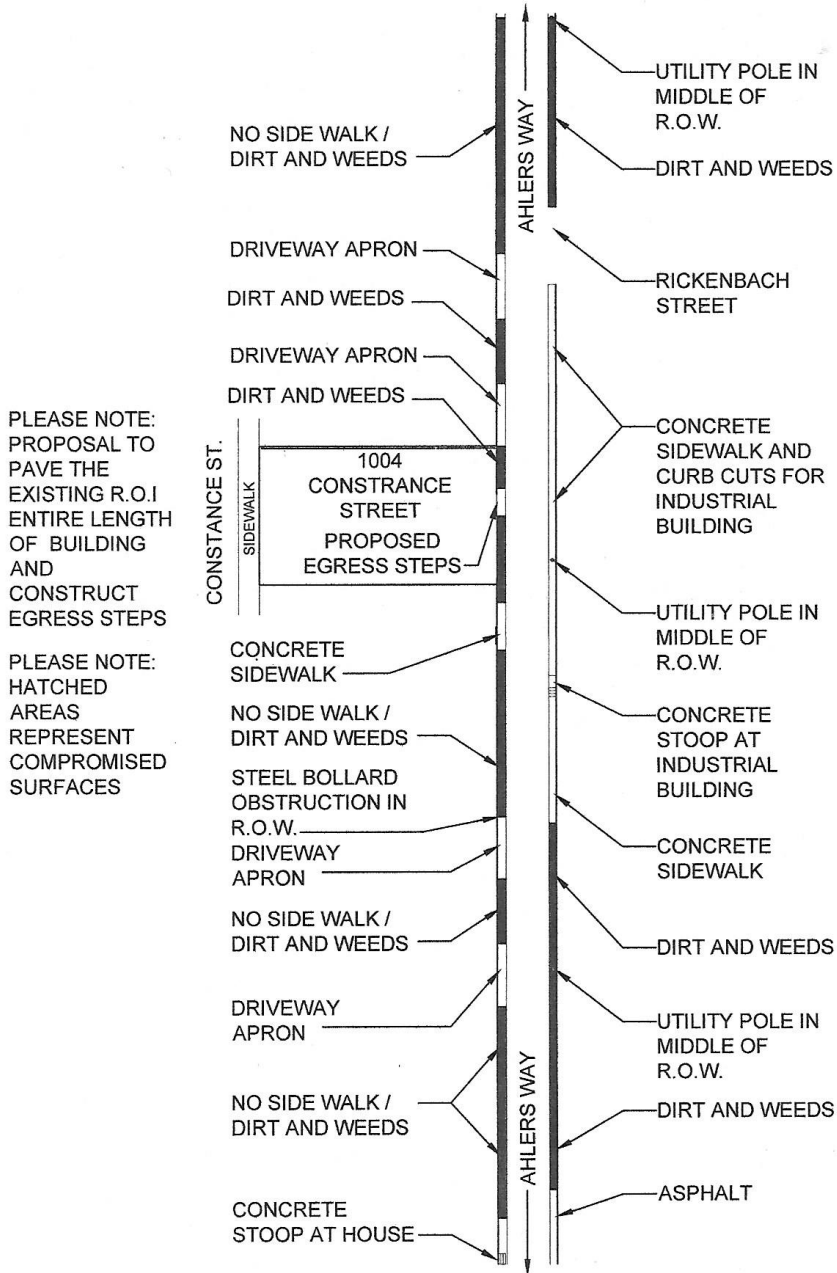 AHLERS WAY
UTILITY POLE IN
MIDDLE OF
R.O.W.
NO SIDE WALK /
DIRT AND WEEDS
DIRT AND WEEDS
DRIVEWAY APRON
RICKENBACH
STREET
DIRT AND WEEDS
DRIVEWAY APRON
DIRT AND WEEDS
PLEASE NOTE:
PROPOSAL TO
PAVE THE
EXISTING R.O.I
ENTIRE LENGTH
OF BUILDING
AND
CONSTRUCT
EGRESS STEPS
PLEASE NOTE:
HATCHED
AREAS
REPRESENT
COMPROMISED
SURFACES
CONSTANCE ST.
SIDEWALK
1004
CONSTRANCE
STREET
PROPOSED
EGRESS STEPS
CONCRETE
SIDEWALK AND
CURB CUTS FOR
INDUSTRIAL
BUILDING
UTILITY POLE IN
MIDDLE OF
R.O.W.
CONCRETE
SIDEWALK
NO SIDE WALK /
DIRT AND WEEDS
CONCRETE
STOOP AT
INDUSTRIAL
BUILDING
STEEL BOLLARD
OBSTRUCTION IN
R.O.W.
DRIVEWAY
APRON
CONCRETE
SIDEWALK
NO SIDE WALK /
DIRT AND WEEDS
DIRT AND WEEDS
DRIVEWAY
APRON
UTILITY POLE IN
MIDDLE OF
R.O.W.
NO SIDE WALK /
DIRT AND WEEDS
DIRT AND WEEDS
AHLERS WAY
ASPHALT
CONCRETE
STOOP AT HOUSE